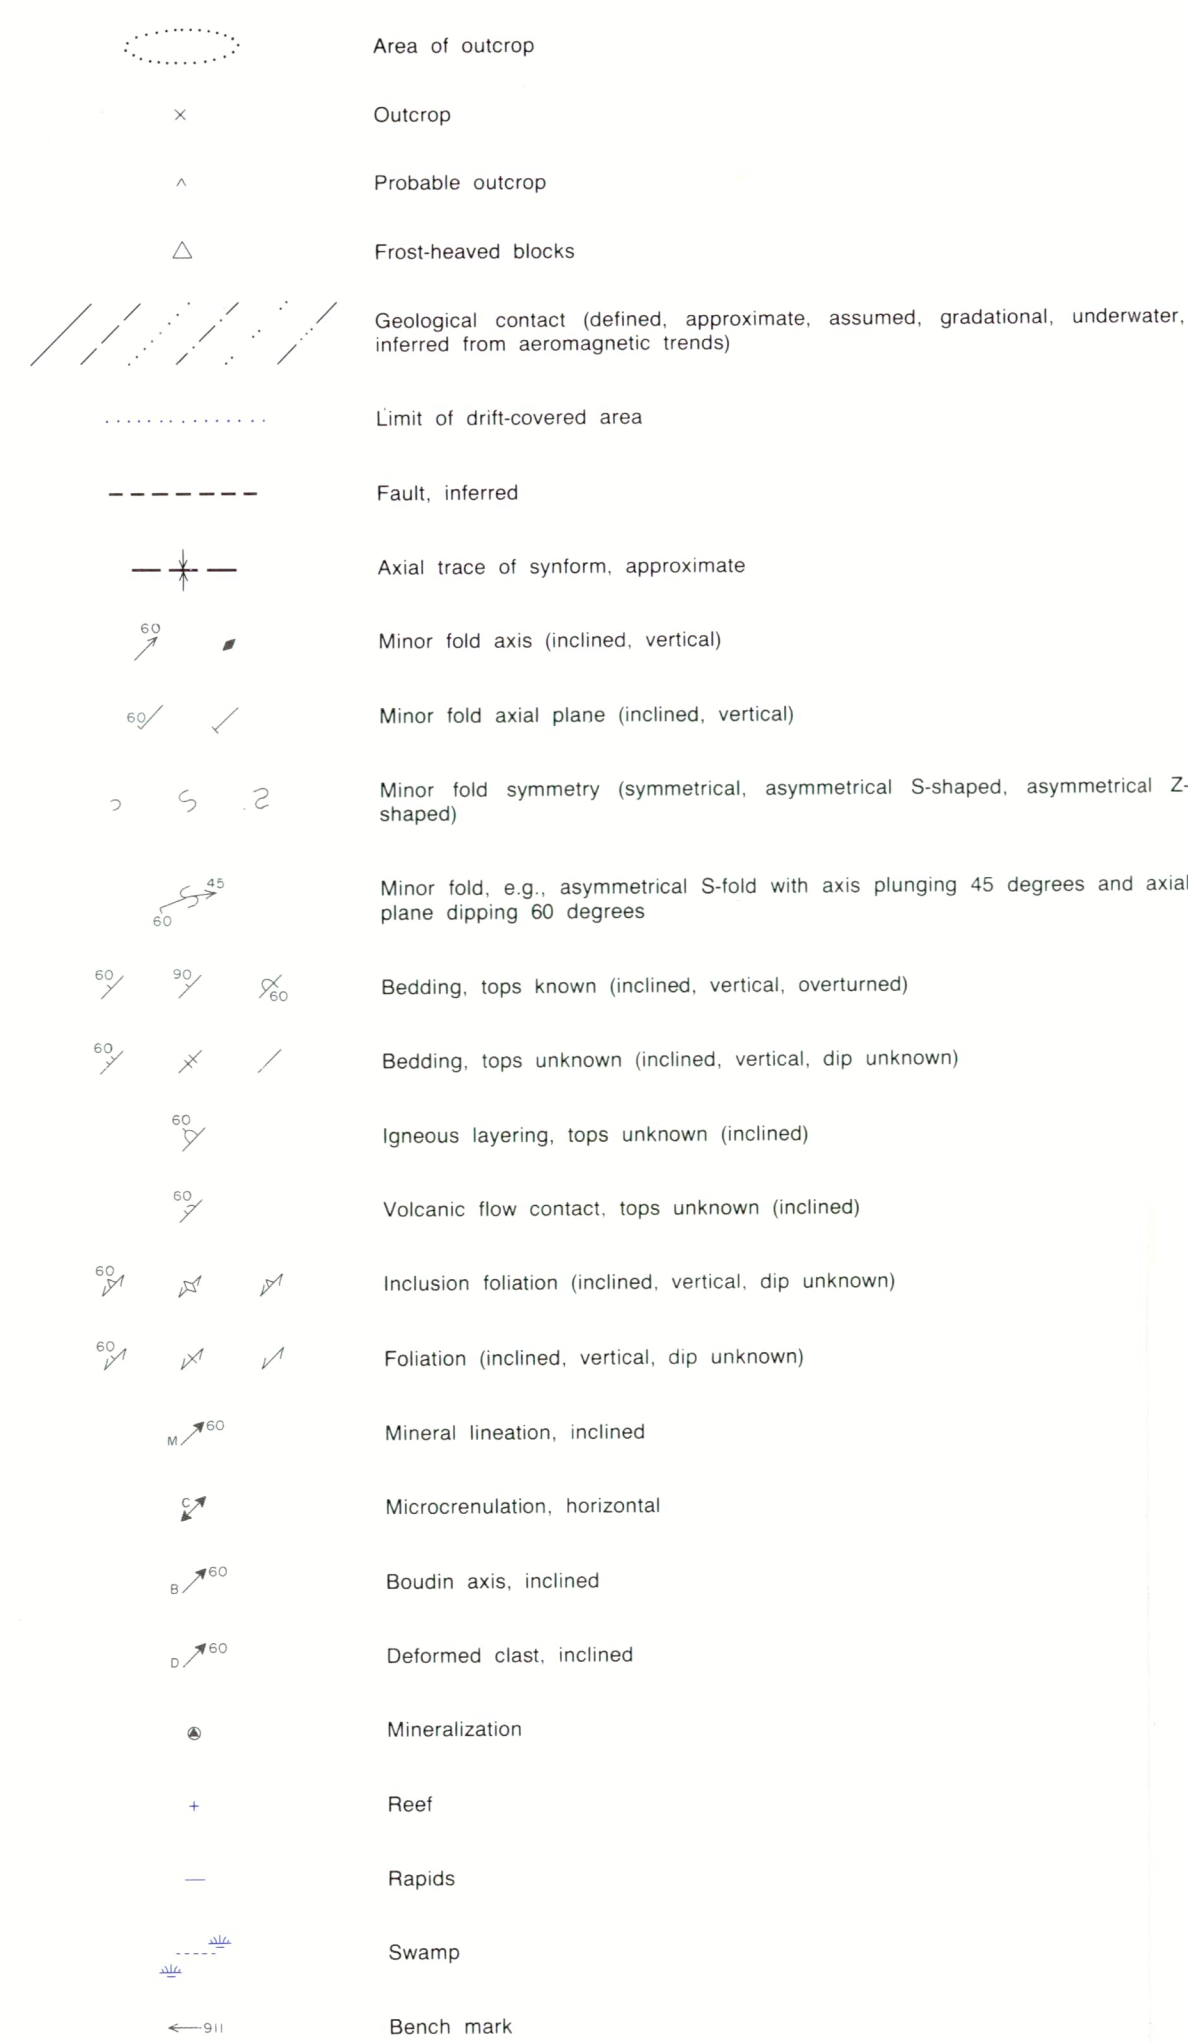 Area of outcrop
Outcrop
Probable outcrop
Frost-heaved blocks
Geological contact (defined, approximate, assumed, gradational, underwater,
inferred from aeromagnetic trends)
Limit of drift-covered area
Fault, inferred
Axial trace of synform, approximate
60
Minor fold axis (inclined, vertical)
60
Minor fold axial plane (inclined, vertical)
Minor fold symmetry (symmetrical, asymmetrical S-shaped, asymmetrical Z-
shaped)
45
60
Minor fold, e.g., asymmetrical S-fold with axis plunging 45 degrees and axial
plane dipping 60 degrees
60 90 60
Bedding, tops known (inclined, vertical, overturned)
60
Bedding, tops unknown (inclined, vertical, dip unknown)
60
Igneous layering, tops unknown (inclined)
60
Volcanic flow contact, tops unknown (inclined)
60
Inclusion foliation (inclined, vertical, dip unknown)
60
Foliation (inclined, vertical, dip unknown)
M 60
Mineral lineation, inclined
C
Microcrenulation, horizontal
B 60
Boudin axis, inclined
D 60
Deformed clast, inclined
Mineralization
Reef
Rapids
Swamp
911
Bench mark